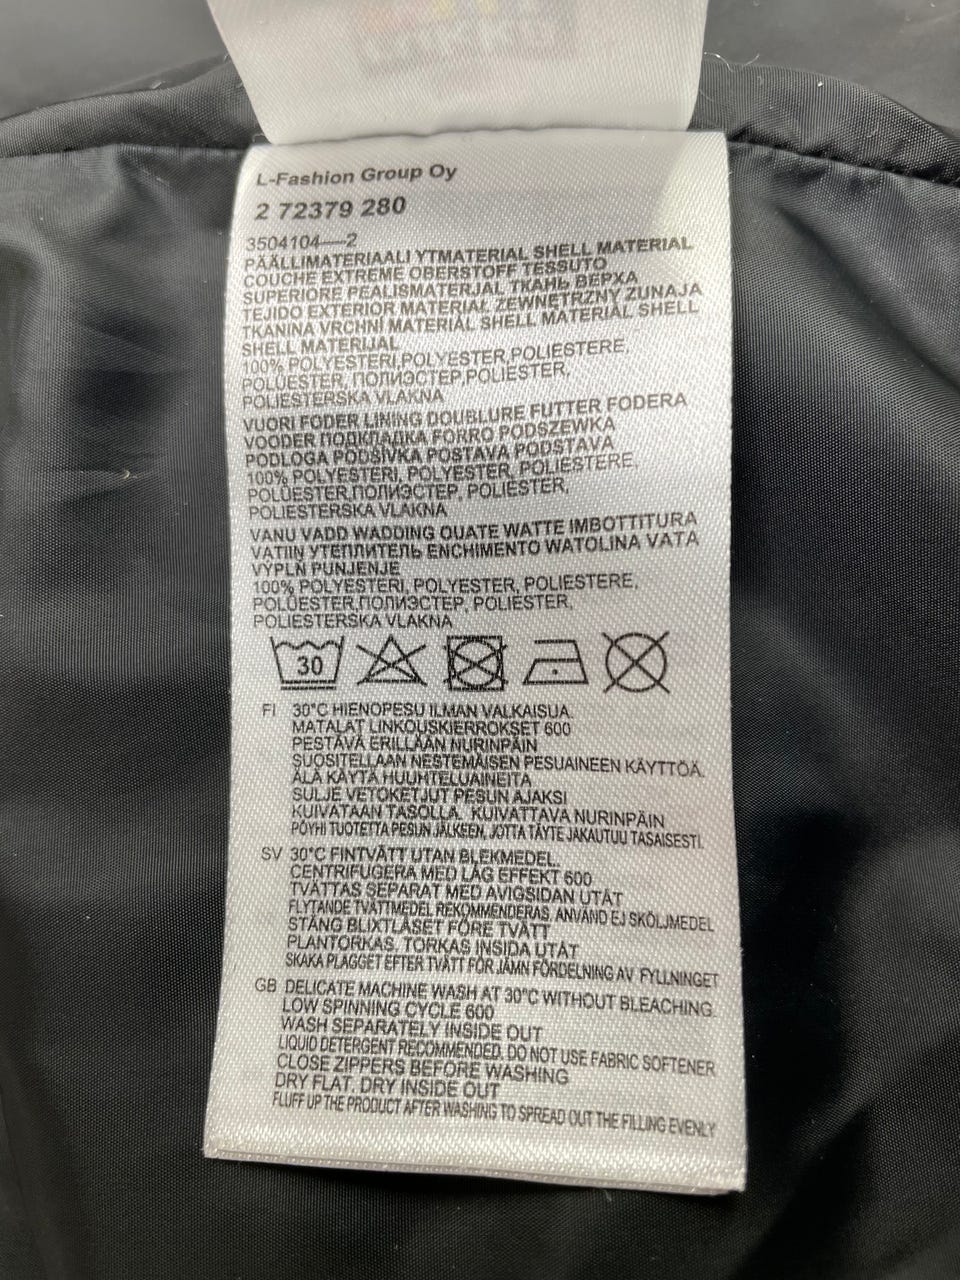 L-Fashion Group Oy
2 72379 280
3504104—2
PÄÄLLIMATERIAALI YTMATERIAL SHELL MATERIAL
COUCHE EXTREME OBERSTOFF TESSUTO
SUPERIORE PEALISMATERJAL ТКАНЬ ВЕРХА
TEJIDO EXTERIOR MATERIAŁ ZEWNĘTRZNY ZUNAJA
TKANINA VRCHNÍ MATERIÁL SHELL MATERIAL SHELL
SHELL MATERIJAL
100% POLYESTERI,POLYESTER,POLIESTERE,
POLÜESTER, ПОЛИЭСТЕР,POLIESTER,
POLIESTERSKA VLAKNA
VUORI FODER LINING DOUBLURE FUTTER FODERA
VOODER ПОДКЛАДКА FORRO PODSZEWKA
PODLOGA PODŠÍVKA POSTAVA PODSTAVA
100% POLYESTERI, POLYESTER, POLIESTERE,
POLÜESTER,ПОЛИЭСТЕР, POLIESTER,
POLIESTERSKA VLAKNA
VANU VADD WADDING OUATE WATTE IMBOTTITURA
VATIIN УТЕПЛИТЕЛЬ ENCHIMENTO WATOLINA VATA
VÝPLŇ PUNJENJE
100% POLYESTERI, POLYESTER, POLIESTERE,
POLÜESTER,ПОЛИЭСТЕР, POLIESTER,
POLIESTERSKA VLAKNA
30
FI 30°C HIENOPESU ILMAN VALKAISUA.
MATALAT LINKOUSKIERROKSET 600
PESTÄVÄ ERILLÄÄN NURINPÄIN
SUOSITELLAAN NESTEMÄISEN PESUAINEEN KÄYTTÖÄ.
ÄLÄ KÄYTÄ HUUHTELUAINEITA
SULJE VETOKETJUT PESUN AJAKSI
KUIVATAAN TASOLLA. KUIVATTAVA NURINPÄIN
PÖYHI TUOTETTA PESUN JÄLKEEN, JOTTA TÄYTE JAKAUTUU TASAISESTI.
SV 30°C FINTVÄTT UTAN BLEKMEDEL.
CENTRIFUGERA MED LÅG EFFEKT 600
TVÄTTAS SEPARAT MED AVIGSIDAN UTÅT
FLYTANDE TVÄTTMEDEL REKOMMENDERAS. ANVÄND EJ SKÖLJMEDEL
STÄNG BLIXTLÅSET FÖRE TVÄTT
PLANTORKAS. TORKAS INSIDA UTÅT
SKAKA PLAGGET EFTER TVÄTT FÖR JÄMN FÖRDELNING AV FYLLNINGET
GB DELICATE MACHINE WASH AT 30°C WITHOUT BLEACHING.
LOW SPINNING CYCLE 600
WASH SEPARATELY INSIDE OUT
LIQUID DETERGENT RECOMMENDED. DO NOT USE FABRIC SOFTENER
CLOSE ZIPPERS BEFORE WASHING
DRY FLAT. DRY INSIDE OUT
FLUFF UP THE PRODUCT AFTER WASHING TO SPREAD OUT THE FILLING EVENLY